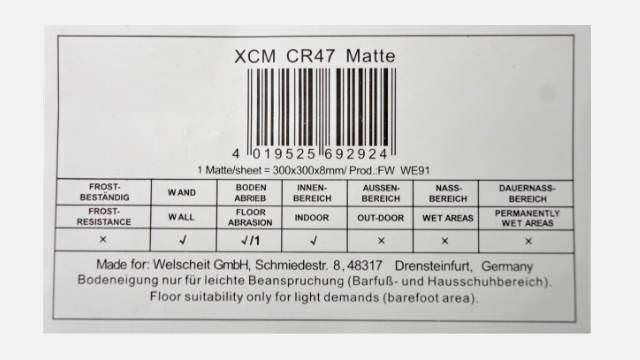 XCM CR47 Matte
4 019525 692924
1 Matte/sheet = 300x300x8mm/ Prod.:FW WE91
FROST-BESTÄNDIG WAND BODEN ABRIEB INNEN-BEREICH AUSSEN-BEREICH NASS-BEREICH DAUERNASS-BEREICH
FROST-RESISTANCE WALL FLOOR ABRASION INDOOR OUT-DOOR WET AREAS PERMANENTLY WET AREAS
× √ √/1 √ × × ×
Made for: Welscheit GmbH, Schmiedestr. 8, 48317 Drensteinfurt, Germany
Bodeneigung nur für leichte Beanspruchung (Barfuß- und Hausschuhbereich).
Floor suitability only for light demands (barefoot area).